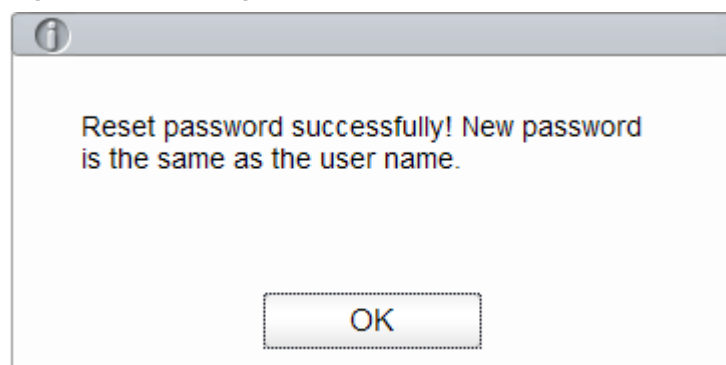 Reset password successfully! New password
is the same as the user name.
OK